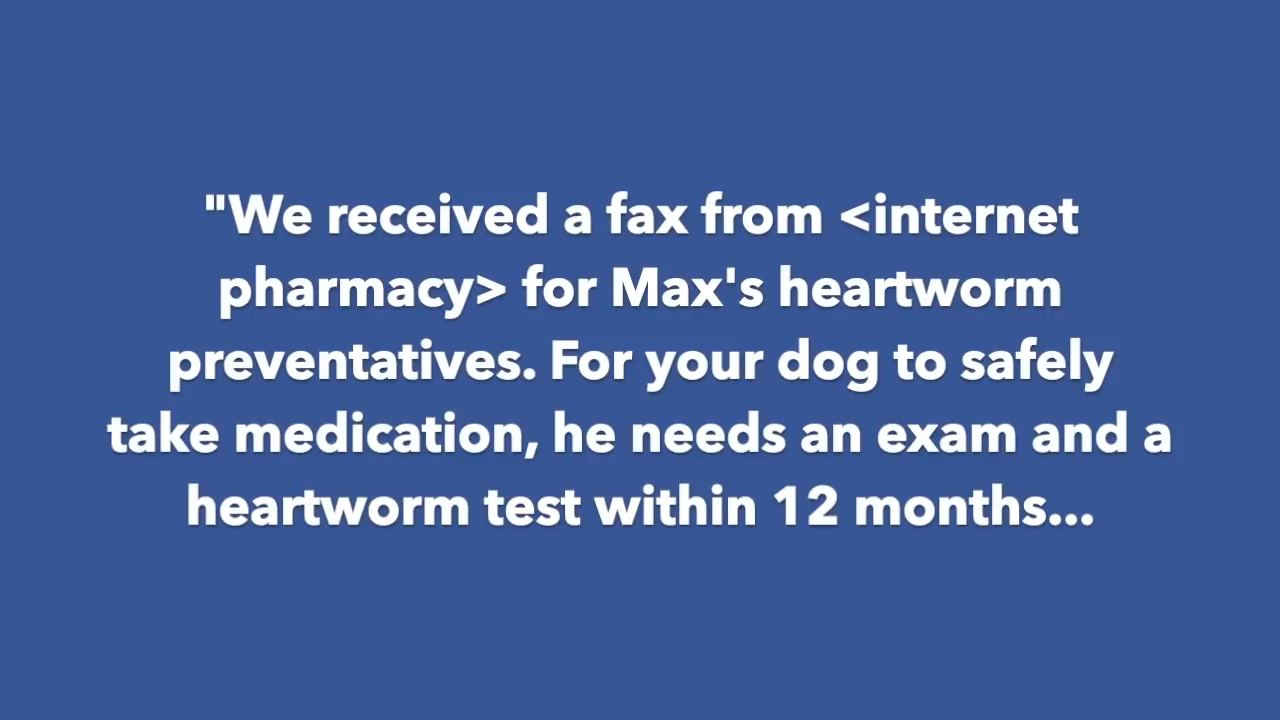 "We received a fax from <internet
pharmacy> for Max's heartworm
preventatives. For your dog to safely
take medication, he needs an exam and a
heartworm test within 12 months...